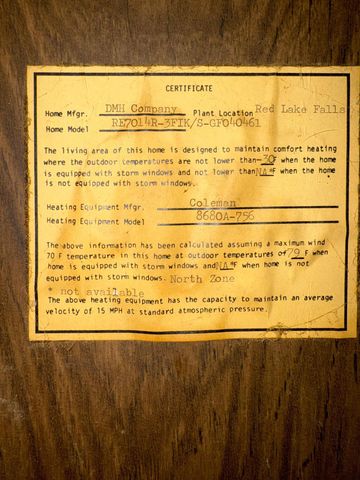 CERTIFICATE
Home Mfgr. DMH Company Plant Location Red Lake Falls
Home Model RE7014R-3FIK/S-GF040461
The living area of this home is designed to maintain comfort heating
where the outdoor temperatures are not lower than -30 F when the home
is equipped with storm windows and not lower than NA °F when the home
is not equipped with storm windows.
Heating Equipment Mfgr. Coleman
Heating Equipment Model 8680A-756
The above information has been calculated assuming a maximum wind
70 F temperature in this home at outdoor temperatures of F when
home is equipped with storm windows and NA °F when home is not
equipped with storm windows. North Zone
* not available
The above heating equipment has the capacity to maintain an average
velocity of 15 MPH at standard atmospheric pressure.